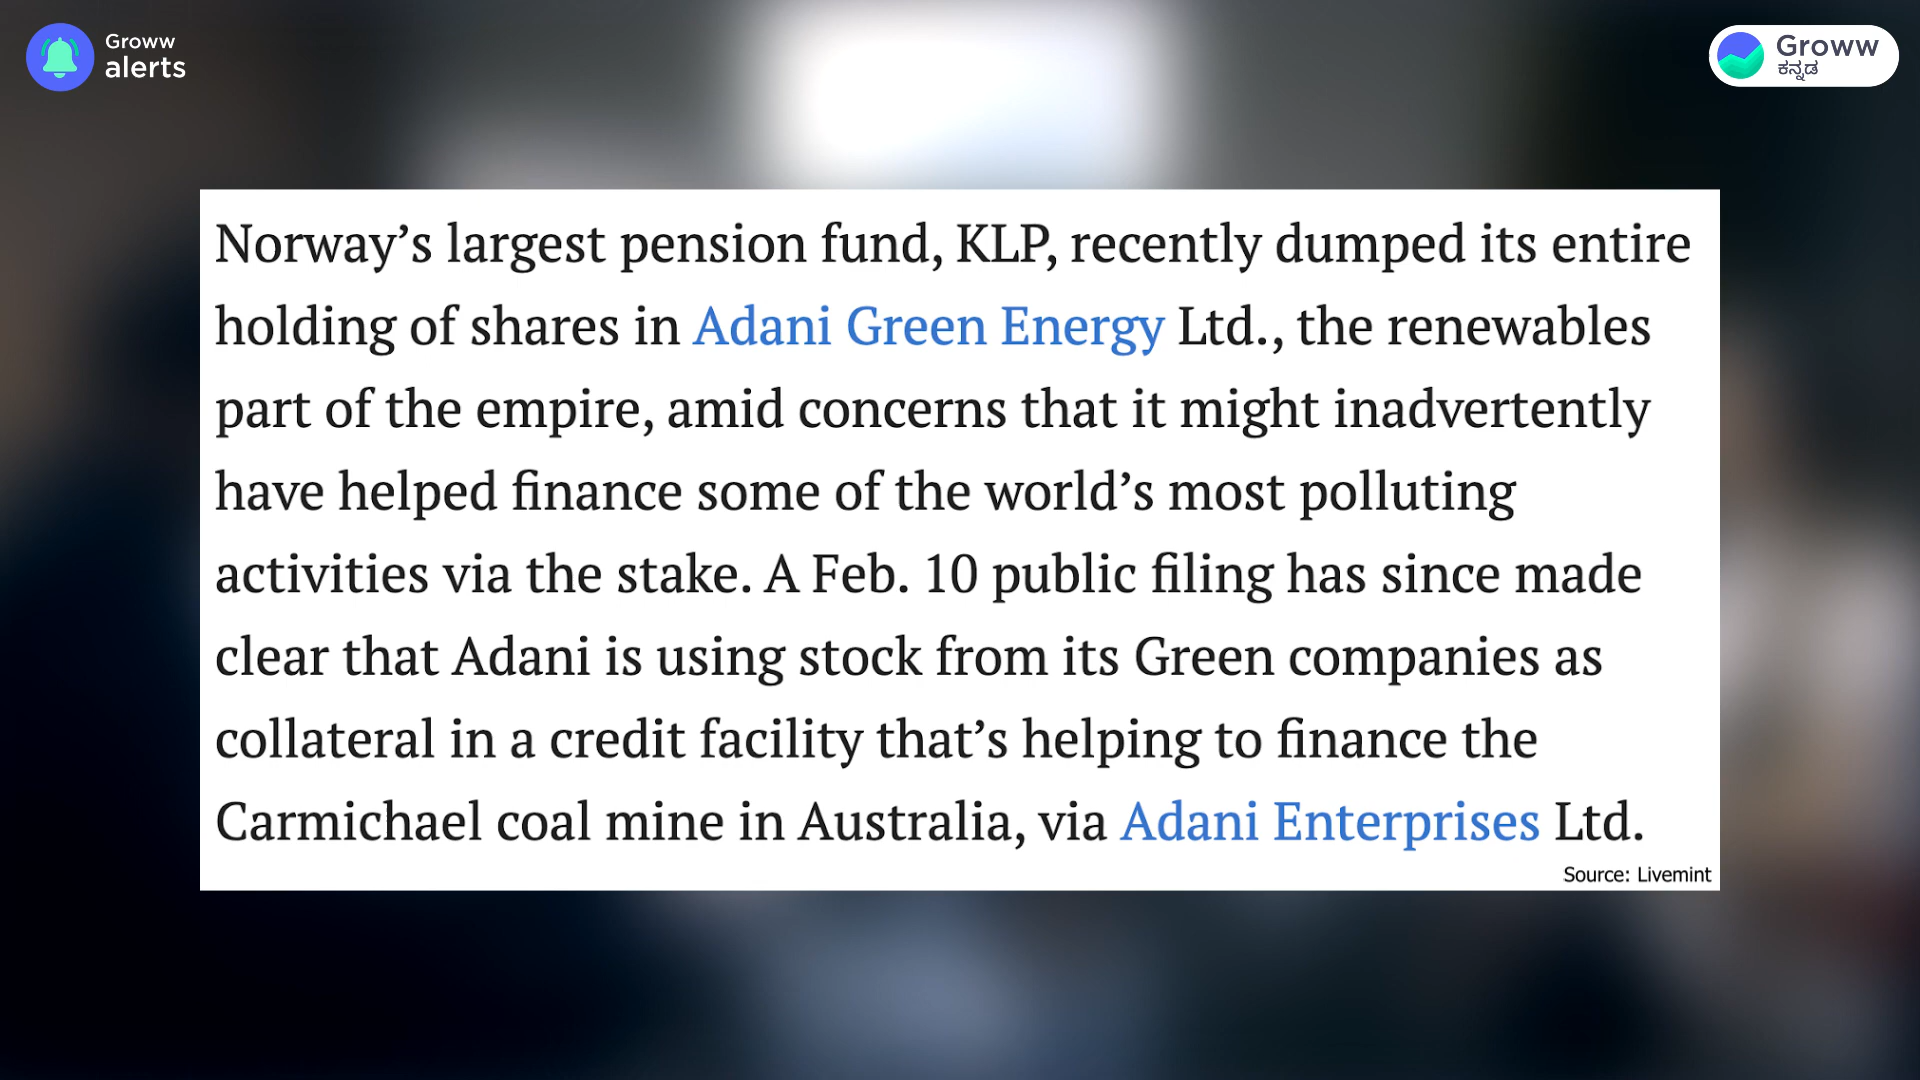 Groww
alerts
Groww
ಕನ್ನಡ
Norway’s largest pension fund, KLP, recently dumped its entire
holding of shares in Adani Green Energy Ltd., the renewables
part of the empire, amid concerns that it might inadvertently
have helped finance some of the world’s most polluting
activities via the stake. A Feb. 10 public filing has since made
clear that Adani is using stock from its Green companies as
collateral in a credit facility that’s helping to finance the
Carmichael coal mine in Australia, via Adani Enterprises Ltd.
Source: Livemint